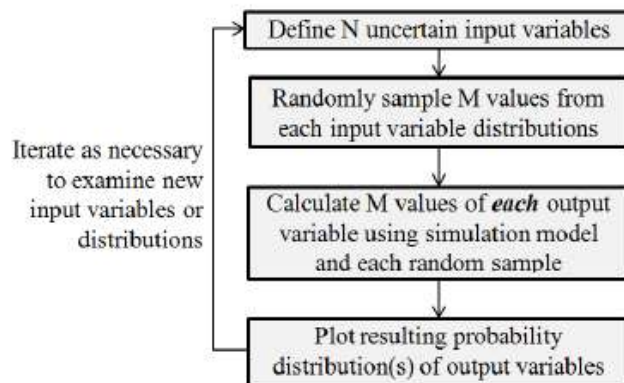 Define N uncertain input variables
Randomly sample M values from
each input variable distributions
Iterate as necessary
to examine new
input variables or
distributions
Calculate M values of each output
variable using simulation model
and each random sample
Plot resulting probability
distribution(s) of output variables